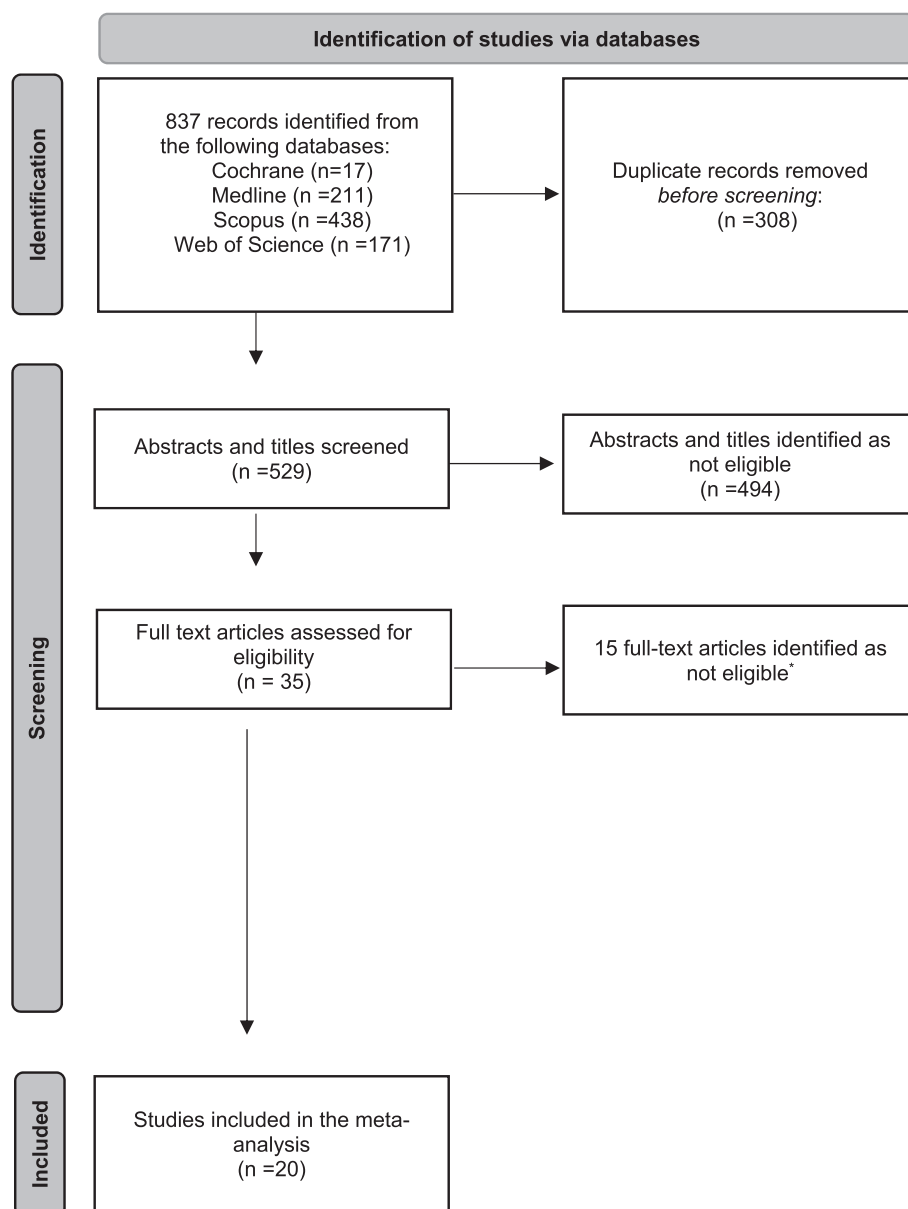 Identification of studies via databases
Identification
837 records identified from
the following databases:
Cochrane (n=17)
Medline (n =211)
Scopus (n =438)
Web of Science (n =171)
Duplicate records removed
before screening:
(n =308)
Screening
Abstracts and titles screened
(n =529)
Abstracts and titles identified as
not eligible
(n =494)
Full text articles assessed for
eligibility
(n = 35)
15 full-text articles identified as
not eligible*
Included
Studies included in the meta-
analysis
(n =20)